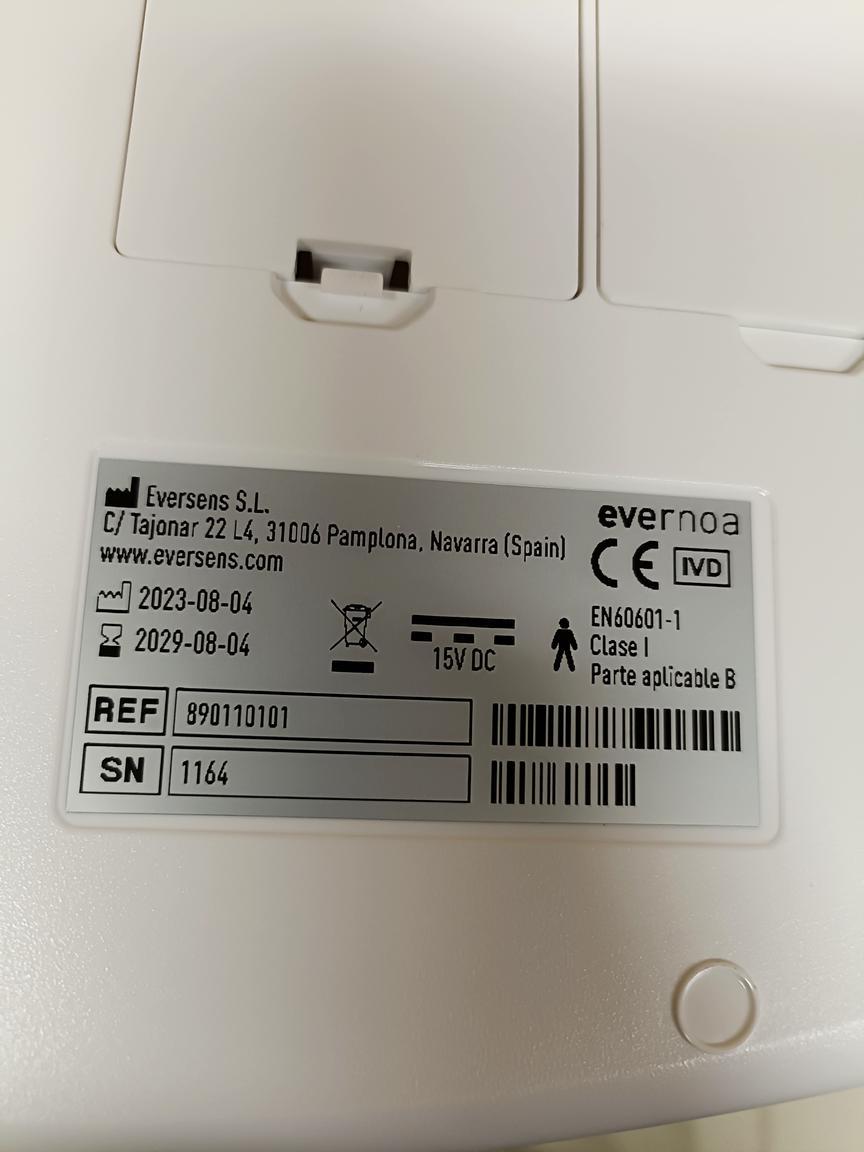 Eversens S.L.
C/ Tajonar 22 L4, 31006 Pamplona, Navarra (Spain)
www.eversens.com
evernoa
CE IVD
2023-08-04
2029-08-04
15V DC
EN60601-1
Clase I
Parte aplicable B
REF 890110101
SN 1164